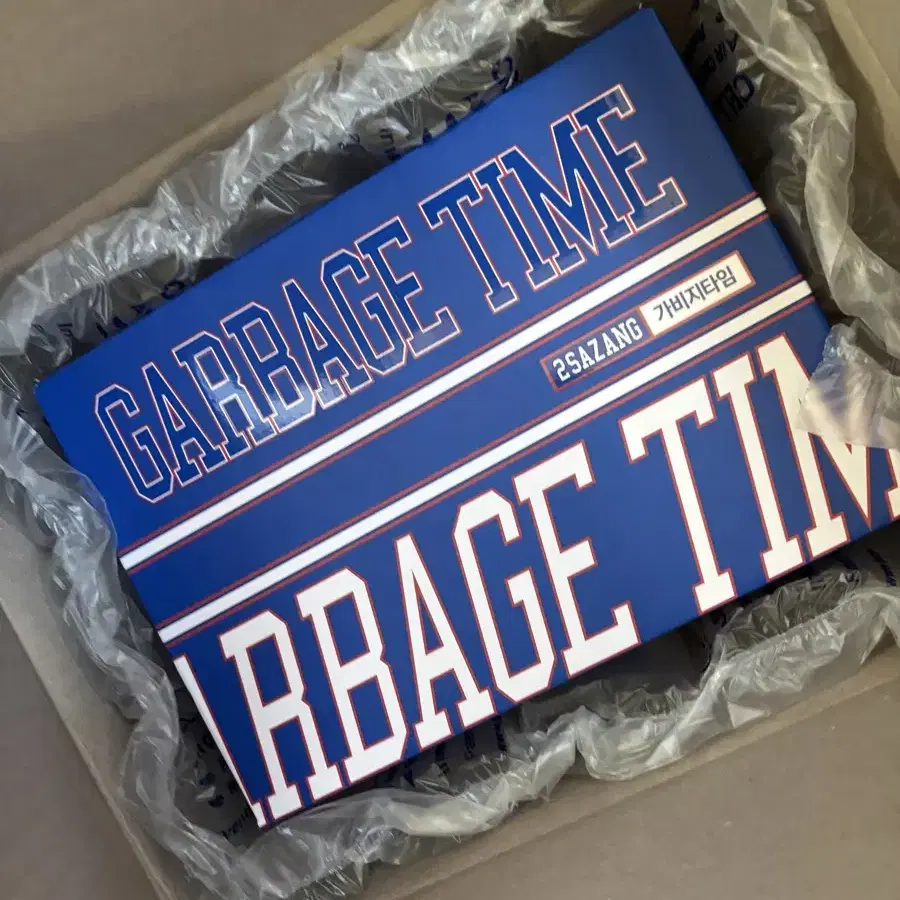 GARBAGE TIME
2SAZANG 가비지타임
ARBAGE TIM